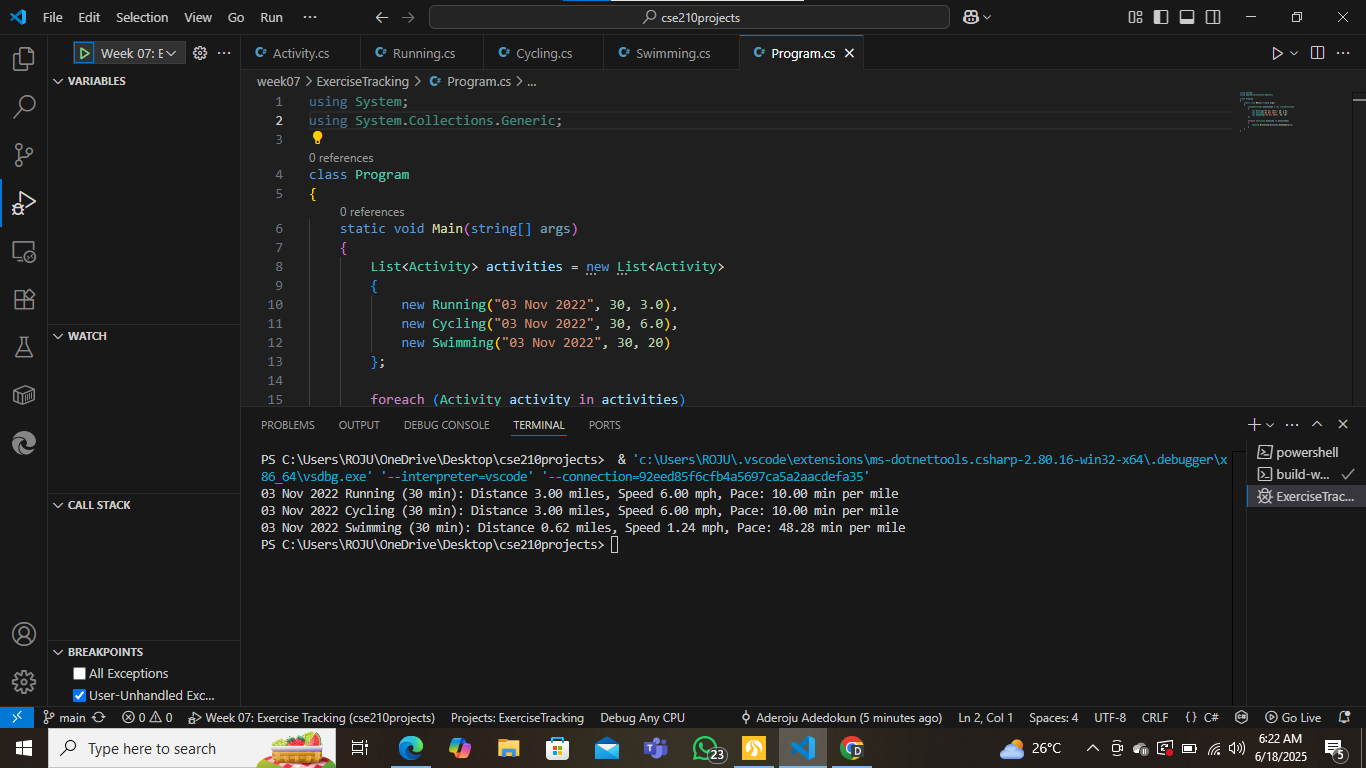 File Edit Selection View Go Run ··· cse210projects
Week 07: E
Activity.cs Running.cs Cycling.cs Swimming.cs Program.cs
VARIABLES
WATCH
CALL STACK
BREAKPOINTS
All Exceptions
User-Unhandled Exc...
week07 > ExerciseTracking > Program.cs > ...
1 using System;
2 using System.Collections.Generic;
3
0 references
4 class Program
5 {
0 references
6 static void Main(string[] args)
7 {
8 List<Activity> activities = new List<Activity>
9 {
10 new Running("03 Nov 2022", 30, 3.0),
11 new Cycling("03 Nov 2022", 30, 6.0),
12 new Swimming("03 Nov 2022", 30, 20)
13 };
14
15 foreach (Activity activity in activities)
PROBLEMS OUTPUT DEBUG CONSOLE TERMINAL PORTS
PS C:\Users\ROJU\OneDrive\Desktop\cse210projects> & 'c:\Users\ROJU\.vscode\extensions\ms-dotnettools.csharp-2.80.16-win32-x64\.debugger\x
86_64\vsdbg.exe' '--interpreter=vscode' '--connection=92eed85f6cfb4a5697ca5a2aacdefa35'
03 Nov 2022 Running (30 min): Distance 3.00 miles, Speed 6.00 mph, Pace: 10.00 min per mile
03 Nov 2022 Cycling (30 min): Distance 3.00 miles, Speed 6.00 mph, Pace: 10.00 min per mile
03 Nov 2022 Swimming (30 min): Distance 0.62 miles, Speed 1.24 mph, Pace: 48.28 min per mile
PS C:\Users\ROJU\OneDrive\Desktop\cse210projects>
powershell
build-w...
ExerciseTrac...
main 0 0 Week 07: Exercise Tracking (cse210projects) Projects: ExerciseTracking Debug Any CPU Aderoju Adedokun (5 minutes ago) Ln 2, Col 1 Spaces: 4 UTF-8 CRLF {} C# Go Live
Type here to search 23 26°C 6:22 AM
6/18/2025 5